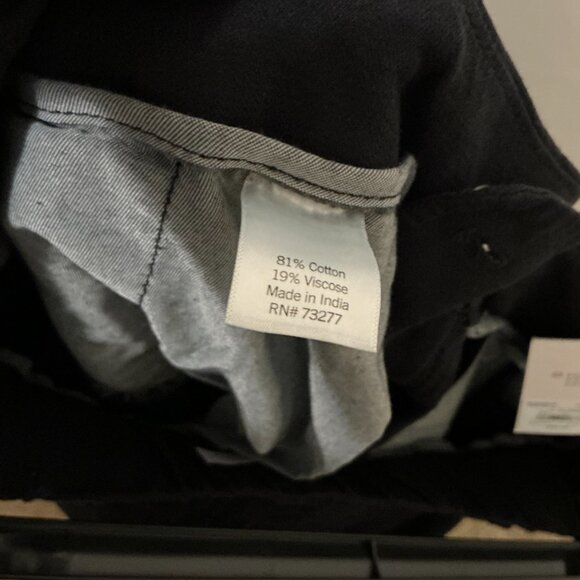 81% Cotton
19% Viscose
Made in India
RN# 73277